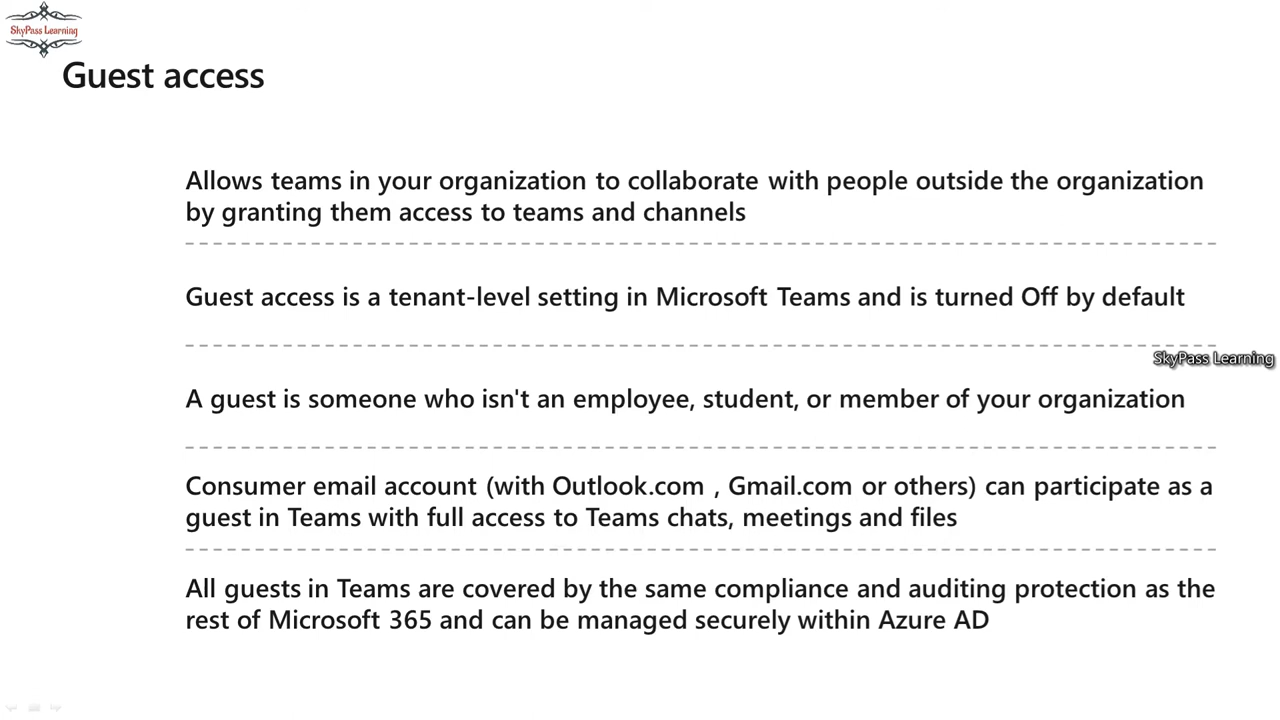 SkyPass Learning
Guest access
Allows teams in your organization to collaborate with people outside the organization
by granting them access to teams and channels
Guest access is a tenant-level setting in Microsoft Teams and is turned Off by default
SkyPass Learning
A guest is someone who isn't an employee, student, or member of your organization
Consumer email account (with Outlook.com , Gmail.com or others) can participate as a
guest in Teams with full access to Teams chats, meetings and files
All guests in Teams are covered by the same compliance and auditing protection as the
rest of Microsoft 365 and can be managed securely within Azure AD